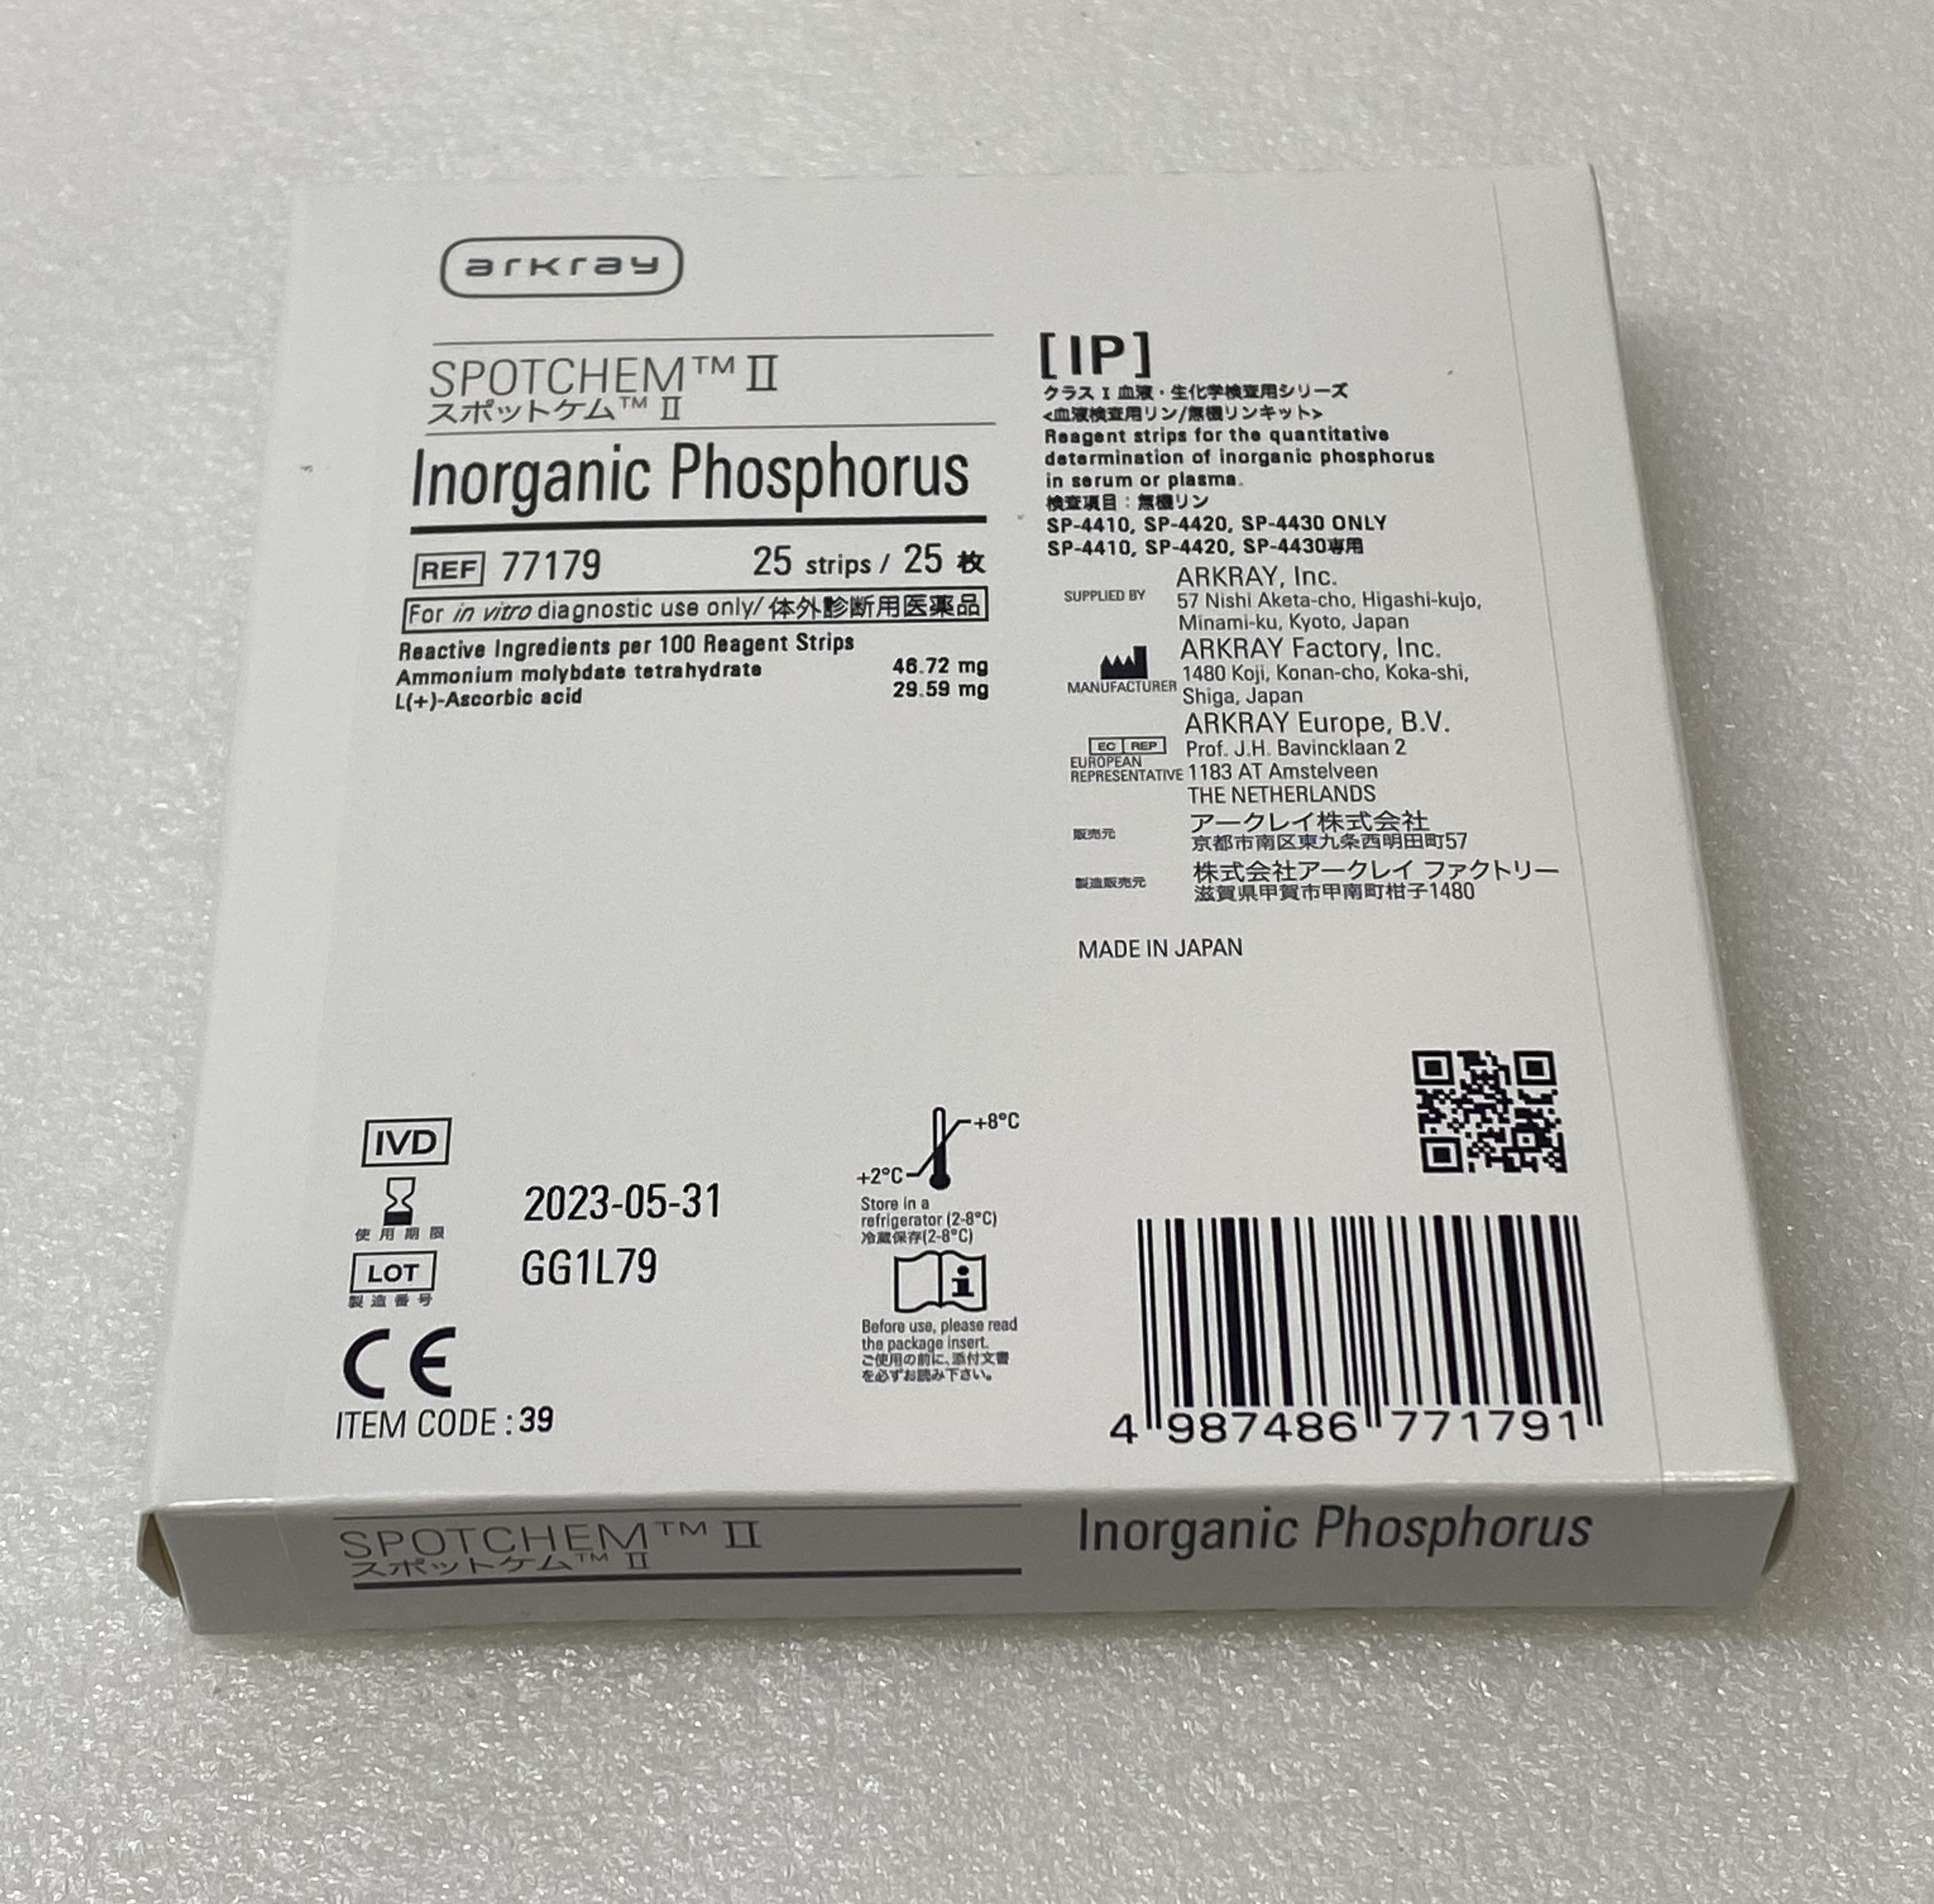 arkray
SPOTCHEM™ II
スポットケム™ II
Inorganic Phosphorus
REF 77179 25 strips / 25 枚
For in vitro diagnostic use only/ 体外診断用医薬品
Reactive Ingredients per 100 Reagent Strips
Ammonium molybdate tetrahydrate 46.72 mg
L(+)-Ascorbic acid 29.59 mg
[IP]
クラス I 血液・生化学検査用シリーズ
<血液検査用リン/無機リンキット>
Reagent strips for the quantitative
determination of inorganic phosphorus
in serum or plasma.
検査項目：無機リン
SP-4410, SP-4420, SP-4430 ONLY
SP-4410, SP-4420, SP-4430専用
SUPPLIED BY
ARKRAY, Inc.
57 Nishi Aketa-cho, Higashi-kujo,
Minami-ku, Kyoto, Japan
MANUFACTURER
ARKRAY Factory, Inc.
1480 Koji, Konan-cho, Koka-shi,
Shiga, Japan
EC REP
EUROPEAN
REPRESENTATIVE
ARKRAY Europe, B.V.
Prof. J.H. Bavincklaan 2
1183 AT Amstelveen
THE NETHERLANDS
販売元
アークレイ株式会社
京都市南区東九条西明田町57
製造販売元
株式会社アークレイ ファクトリー
滋賀県甲賀市甲南町柑子1480
MADE IN JAPAN
IVD
使用期限
2023-05-31
LOT
製造番号
GG1L79
CE
ITEM CODE : 39
+8°C
+2°C
Store in a
refrigerator (2-8°C)
冷蔵保存(2-8°C)
i
Before use, please read
the package insert.
ご使用の前に、添付文書
を必ずお読み下さい。
4 987486 771791
SPOTCHEM™ II
スポットケム™ II
Inorganic Phosphorus